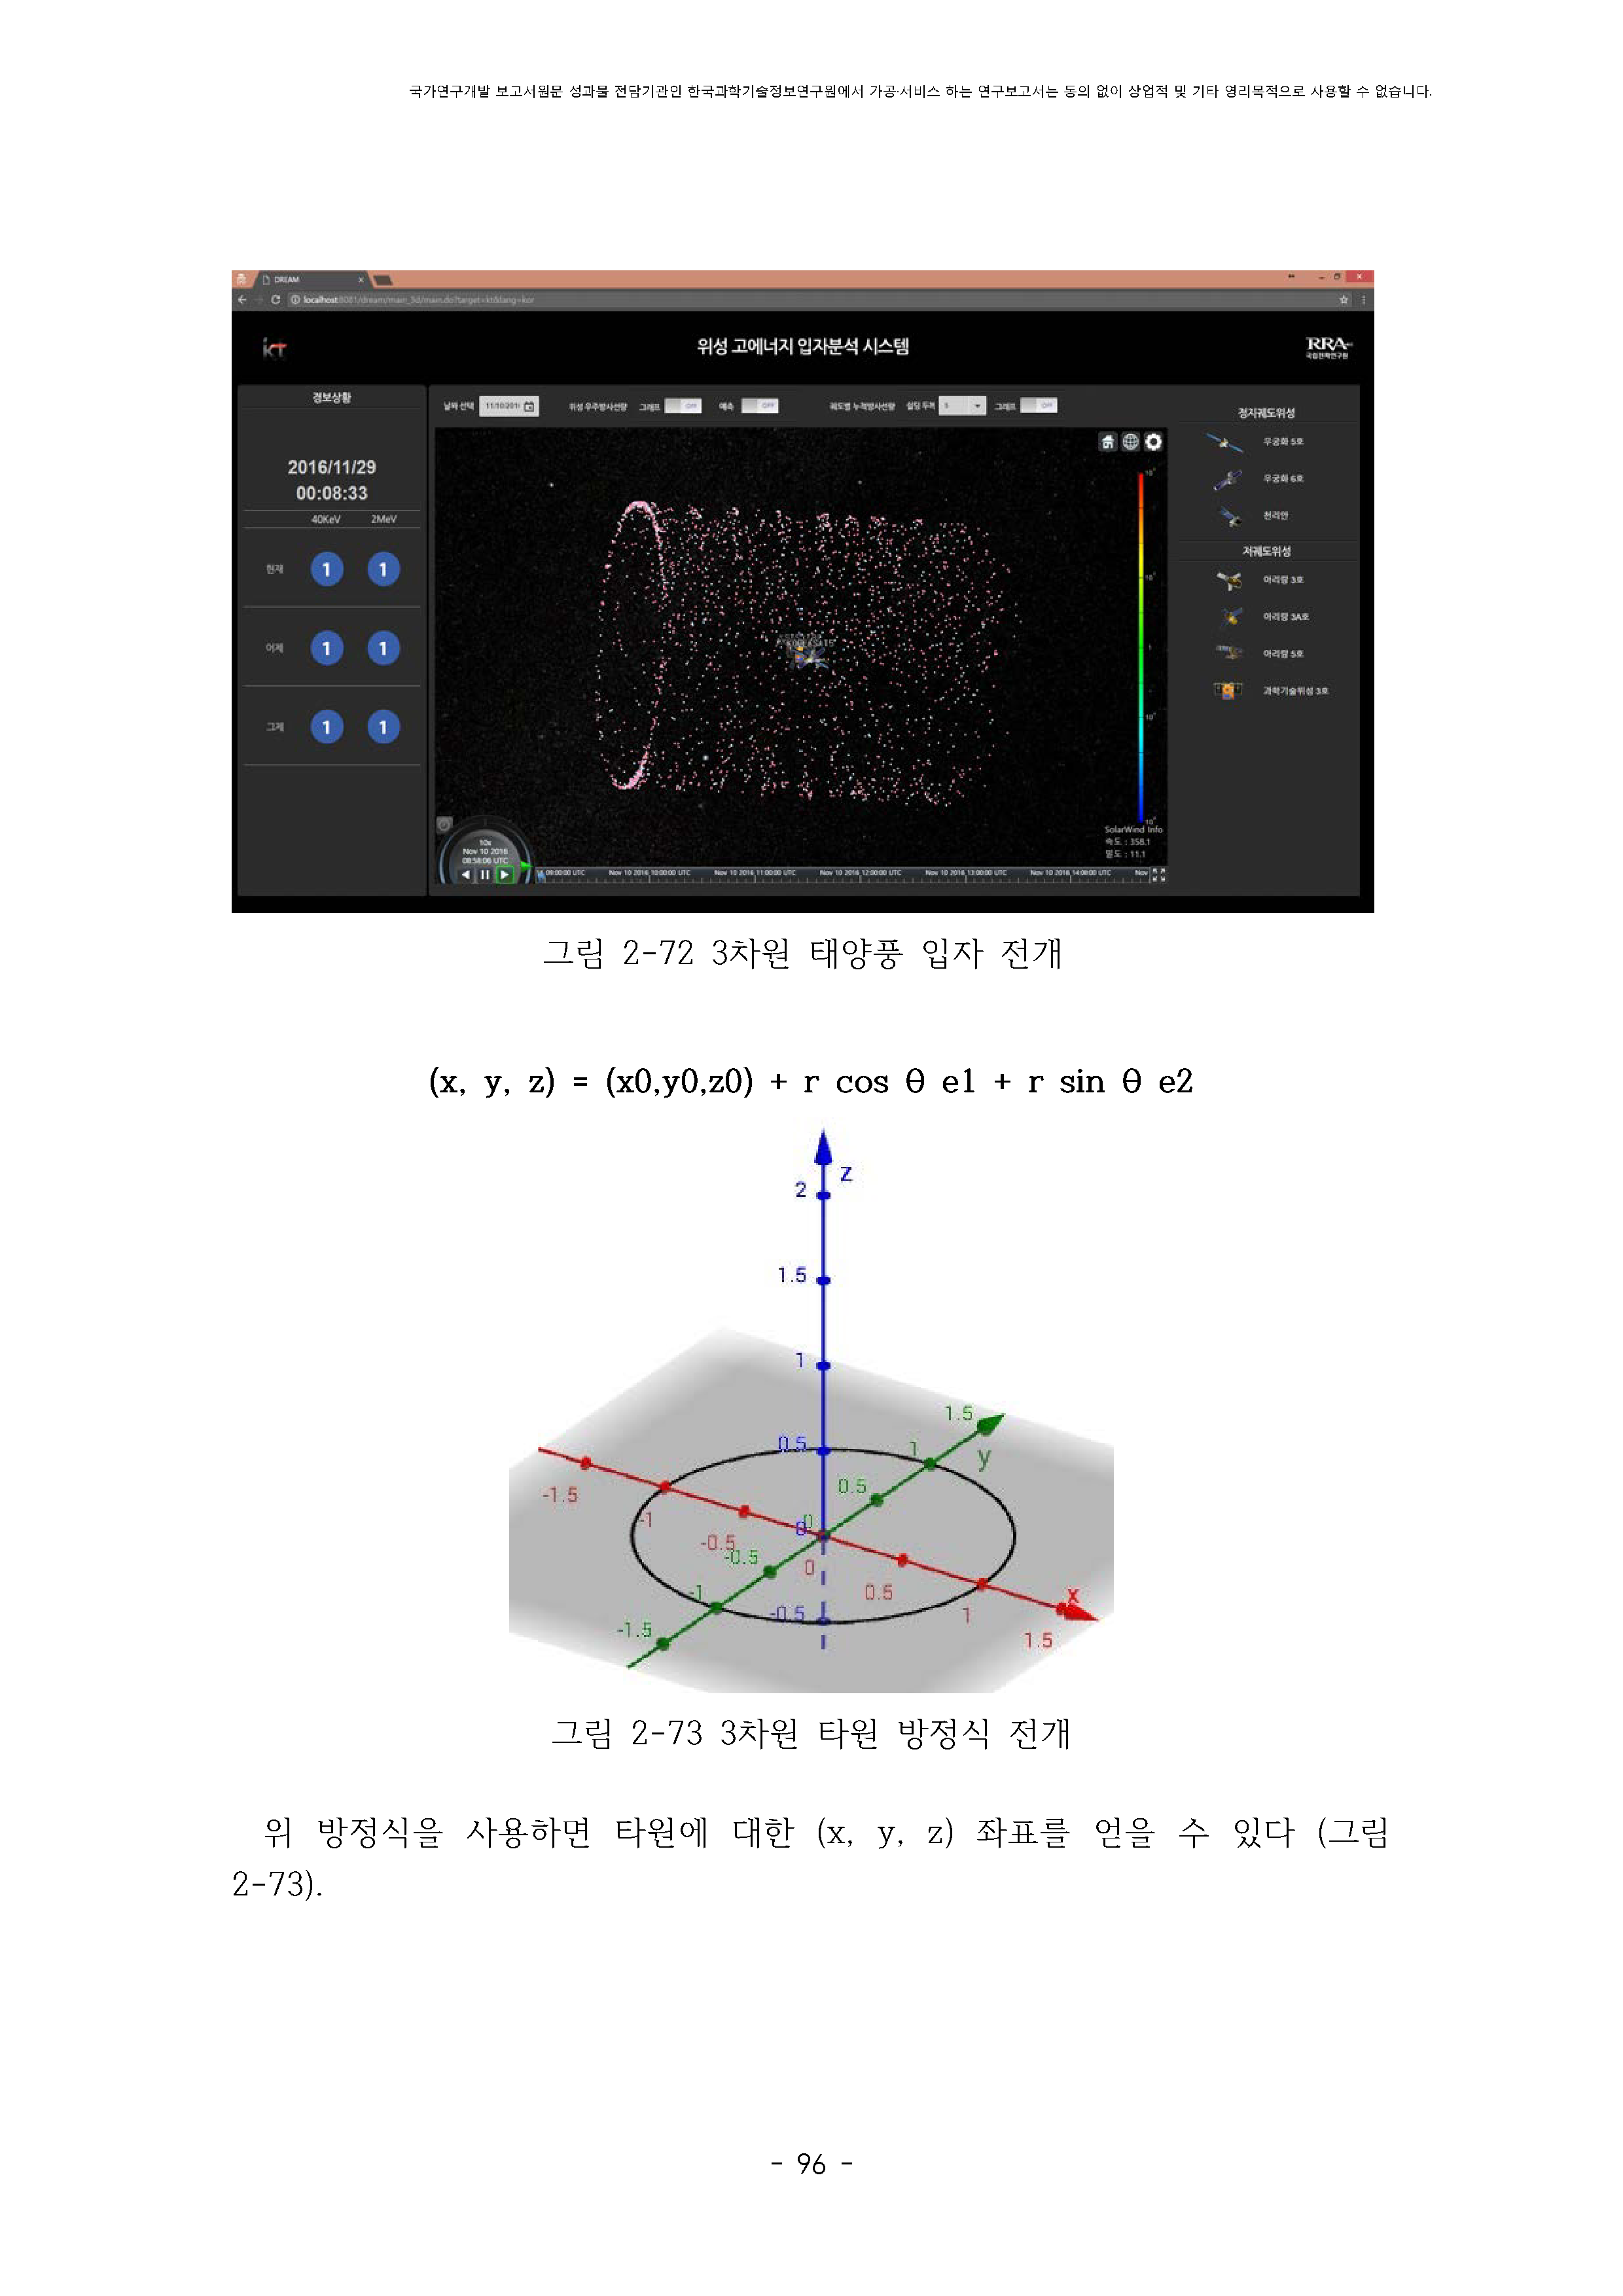 국가연구개발 보고서원문 성과물 전담기관인 한국과학기술정보연구원에서 가공·서비스 하는 연구보고서는 동의 없이 상업적 및 기타 영리목적으로 사용할 수 없습니다.
DREAM
localhost:8081/dream/main_3d/main.do?target=kt&lang=kor
kt
위성 고에너지 입자분석 시스템
RRA
국립전파연구원
경보상황
날짜 선택
위성 우주방사선량 그래프 OFF 예측 OFF
궤도별 누적방사선량 쉴딩 두께 5 그래프 OFF
2016/11/29
00:08:33
40KeV 2MeV
현재 1 1
어제 1 1
그제 1 1
정지궤도위성
무궁화 5호
무궁화 6호
천리안
저궤도위성
아리랑 3호
아리랑 3A호
아리랑 5호
과학기술위성 3호
SolarWind Info
속도 : 358.1
밀도 : 11.1
10x
Nov 10 2016
08:58:06 UTC
09:00:00 UTC Nov 10 2016 10:00:00 UTC Nov 10 2016 11:00:00 UTC Nov 10 2016 12:00:00 UTC Nov 10 2016 13:00:00 UTC Nov 10 2016 14:00:00 UTC Nov
그림 2-72 3차원 태양풍 입자 전개
(x, y, z) = (x0,y0,z0) + r cos θ e1 + r sin θ e2
z
2
1.5
1
1.5
0.5 1 y
-1.5 0.5
-1 0 0
-0.5 -0.5 0
0.5
-1 -0.5 1 x
-1.5 1.5
그림 2-73 3차원 타원 방정식 전개
위 방정식을 사용하면 타원에 대한 (x, y, z) 좌표를 얻을 수 있다 (그림
2-73).
- 96 -